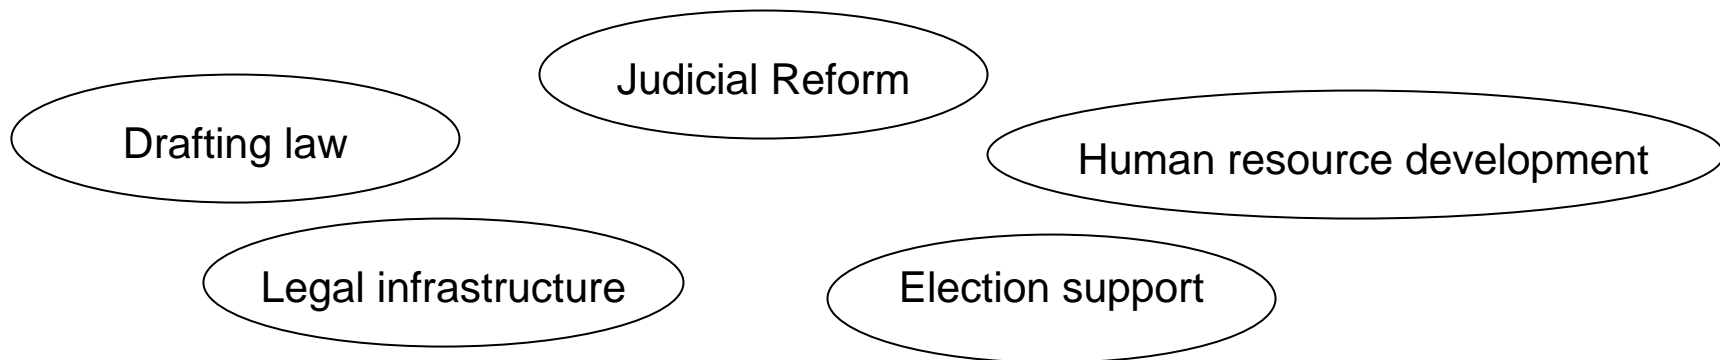 Judicial Reform
Drafting law
Human resource development
Legal infrastructure
Election support